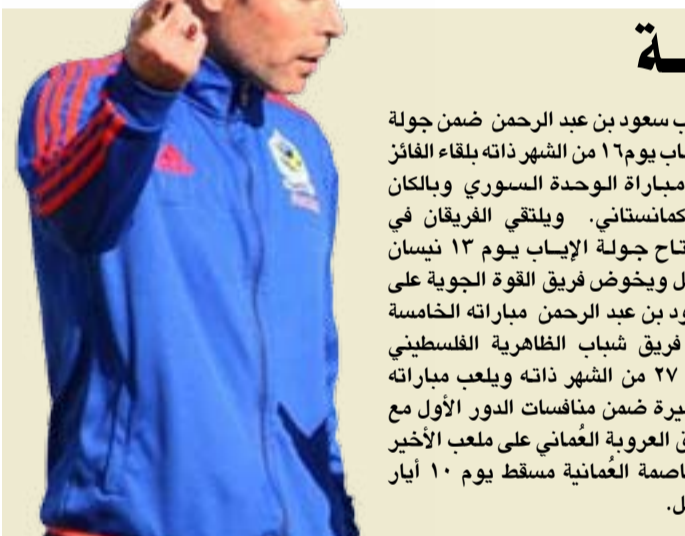 ـة
ب سعود بن عبد الرحمن ضمن جولة
اب يوم ١٦ من الشهر ذاته بلقاء الفائز
مباراة الوحدة السوري وبالكان
كمانستاني. ويلتقي الفريقان في
تاح جولة الإياب يوم ١٣ نيسان
ل ويخوض فريق القوة الجوية على
ود بن عبد الرحمن مباراته الخامسة
فريق شباب الظاهرية الفلسطيني
٢٧ من الشهر ذاته ويلعب مباراته
يرة ضمن منافسات الدور الأول مع
ق العروبة العُماني على ملعب الأخير
اصمة العُمانية مسقط يوم ١٠ أيار
ل.